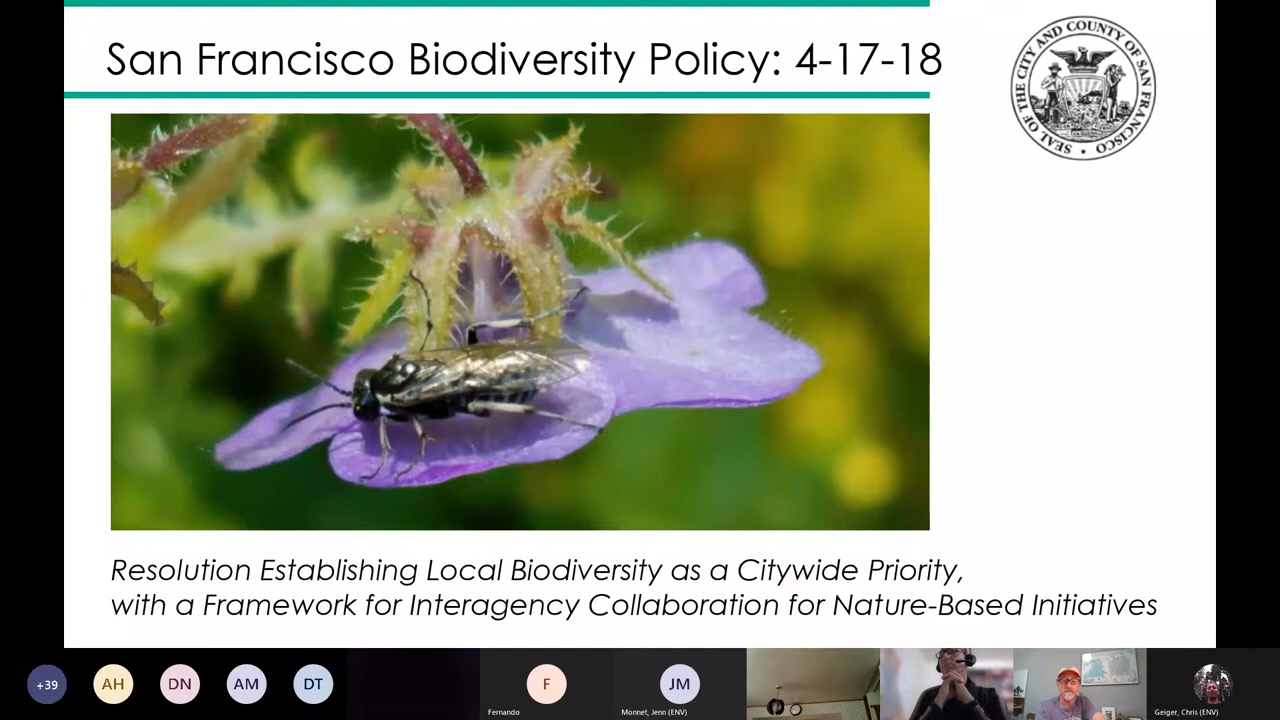 San Francisco Biodiversity Policy: 4-17-18
SEAL OF THE CITY AND COUNTY OF SAN FRANCISCO
Resolution Establishing Local Biodiversity as a Citywide Priority,
with a Framework for Interagency Collaboration for Nature-Based Initiatives
+39
AH
DN
AM
DT
F
JM
Fernando
Monnet, Jenn (ENV)
Geiger, Chris (ENV)